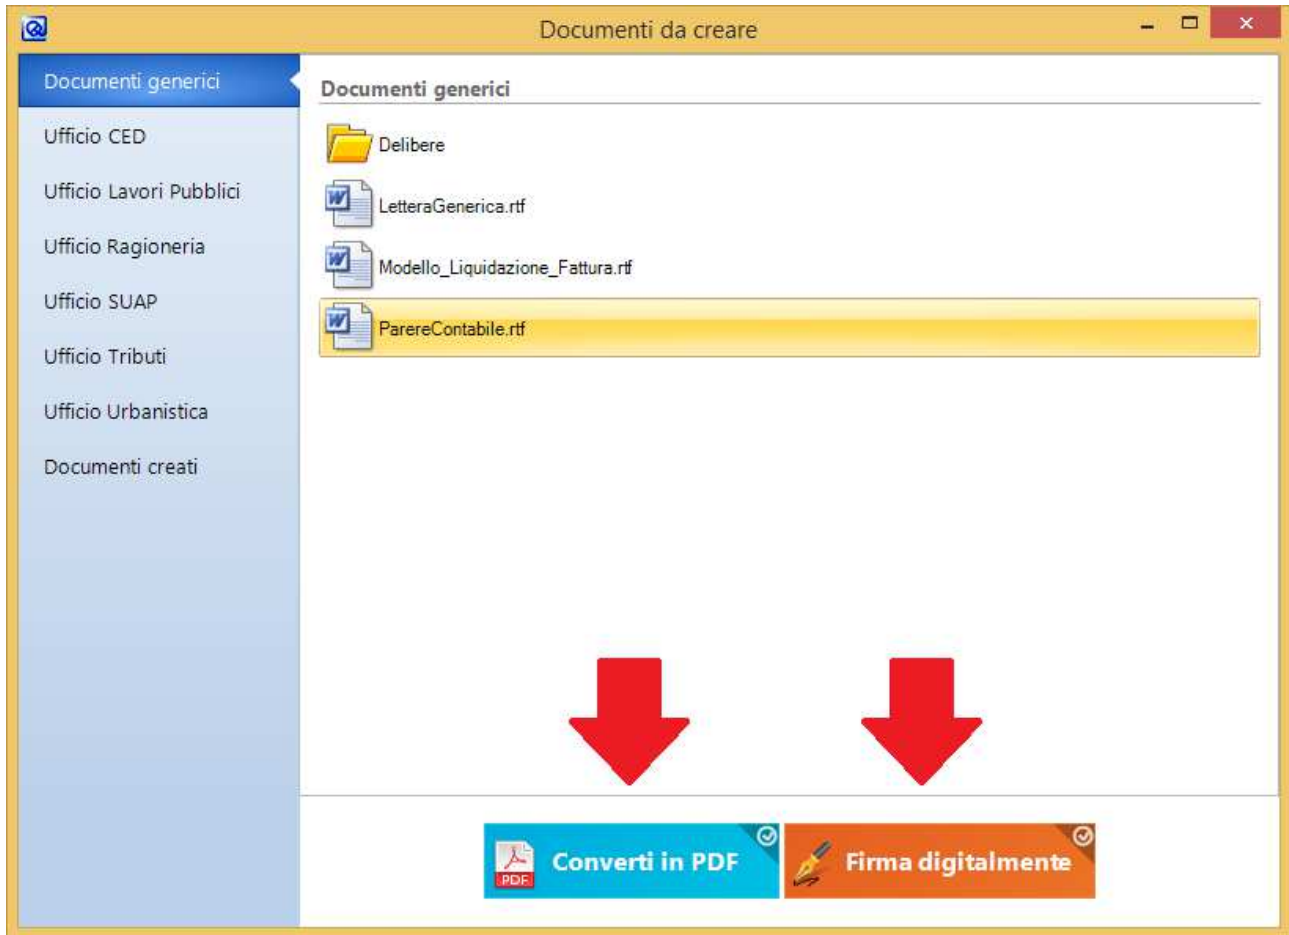 Documenti da creare
Documenti generici
Ufficio CED
Ufficio Lavori Pubblici
Ufficio Ragioneria
Ufficio SUAP
Ufficio Tributi
Ufficio Urbanistica
Documenti creati
Documenti generici
Delibere
LetteraGenerica.rtf
Modello_Liquidazione_Fattura.rtf
ParereContabile.rtf
PDF
Converti in PDF
Firma digitalmente